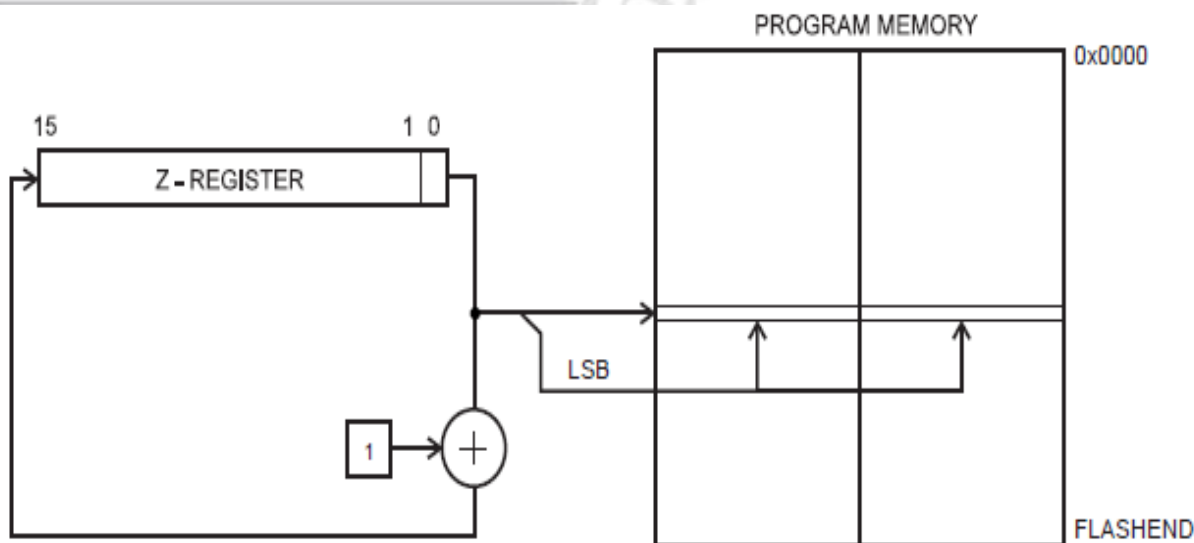 PROGRAM MEMORY
0x0000
15
1 0
Z - REGISTER
LSB
1
+
FLASHEND